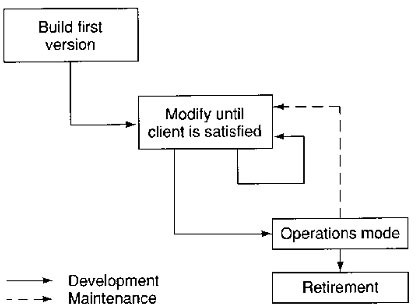 Build first
version
Modify until
client is satisfied
Operations mode
Development
Retirement
Maintenance